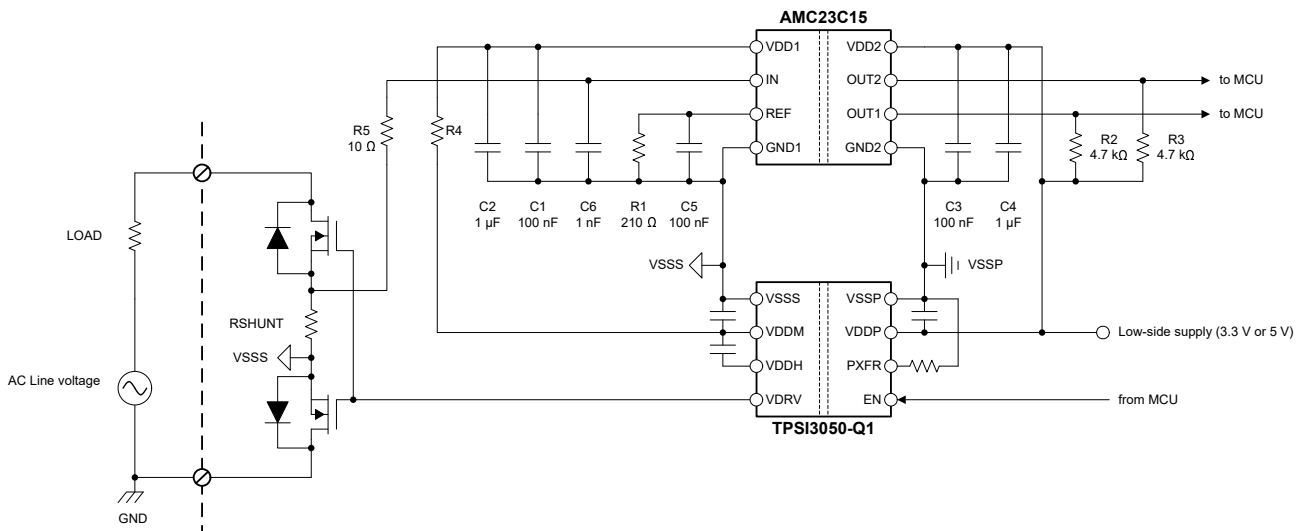 AMC23C15
VDD1
VDD2
IN
OUT2
to MCU
REF
OUT1
to MCU
GND1
GND2
R5
10 Ω
R4
R2
4.7 kΩ
R3
4.7 kΩ
C2
1 μF
C1
100 nF
C6
1 nF
R1
210 Ω
C5
100 nF
C3
100 nF
C4
1 μF
LOAD
VSSS
VSSP
VSSS
VSSP
RSHUNT
VDDM
VDDP
Low-side supply (3.3 V or 5 V)
VSSS
VDDH
PXFR
AC Line voltage
VDRV
EN
from MCU
TPSI3050-Q1
GND